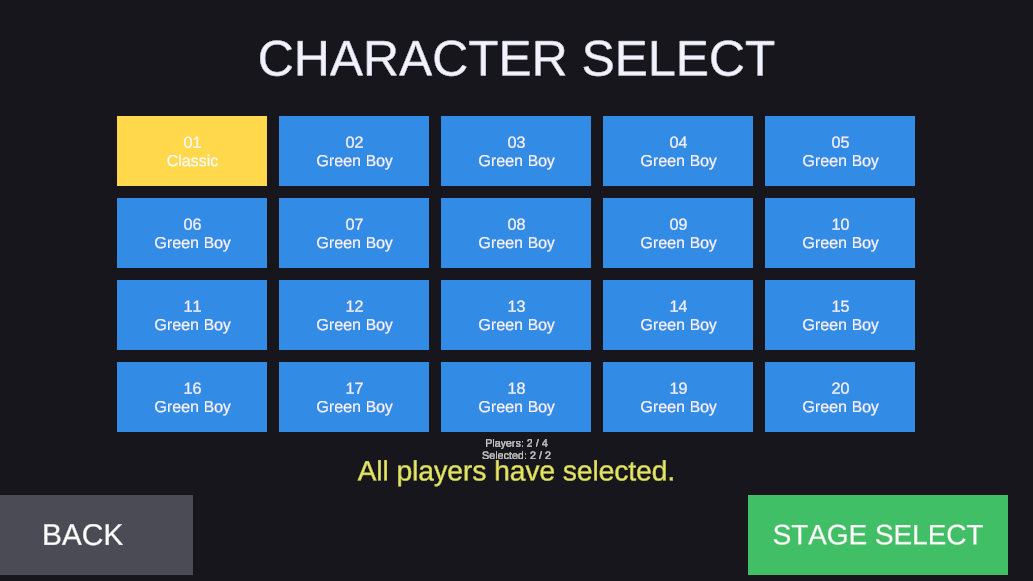 CHARACTER SELECT
01
Classic
02
Green Boy
03
Green Boy
04
Green Boy
05
Green Boy
06
Green Boy
07
Green Boy
08
Green Boy
09
Green Boy
10
Green Boy
11
Green Boy
12
Green Boy
13
Green Boy
14
Green Boy
15
Green Boy
16
Green Boy
17
Green Boy
18
Green Boy
19
Green Boy
20
Green Boy
Players: 2 / 4
Selected: 2 / 2
All players have selected.
BACK
STAGE SELECT